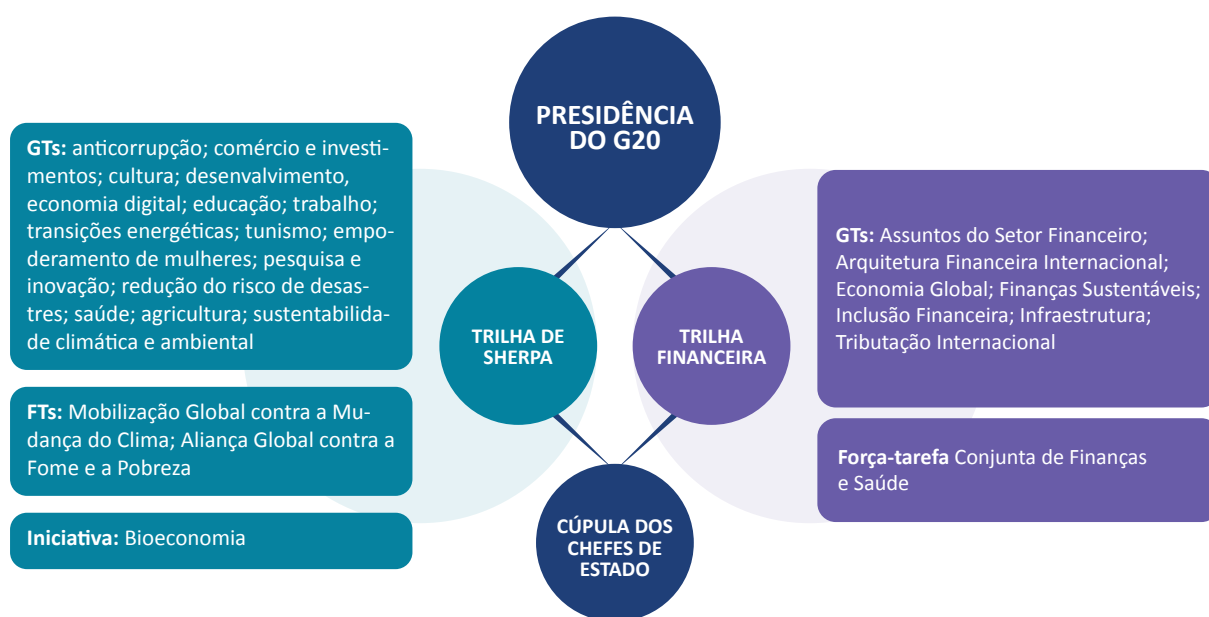 PRESIDÊNCIA
DO G20
GTs: anticorrupção; comércio e investi-
mentos; cultura; desenvalvimento,
economia digital; educação; trabalho;
transições energéticas; tunismo; empo-
deramento de mulheres; pesquisa e
inovação; redução do risco de desas-
tres; saúde; agricultura; sustentabilida-
de climática e ambiental
FTs: Mobilização Global contra a Mu-
dança do Clima; Aliança Global contra a
Fome e a Pobreza
Iniciativa: Bioeconomia
TRILHA DE
SHERPA
TRILHA
FINANCEIRA
GTs: Assuntos do Setor Financeiro;
Arquitetura Financeira Internacional;
Economia Global; Finanças Sustentáveis;
Inclusão Financeira; Infraestrutura;
Tributação Internacional
Força-tarefa Conjunta de Finanças
e Saúde
CÚPULA DOS
CHEFES DE
ESTADO